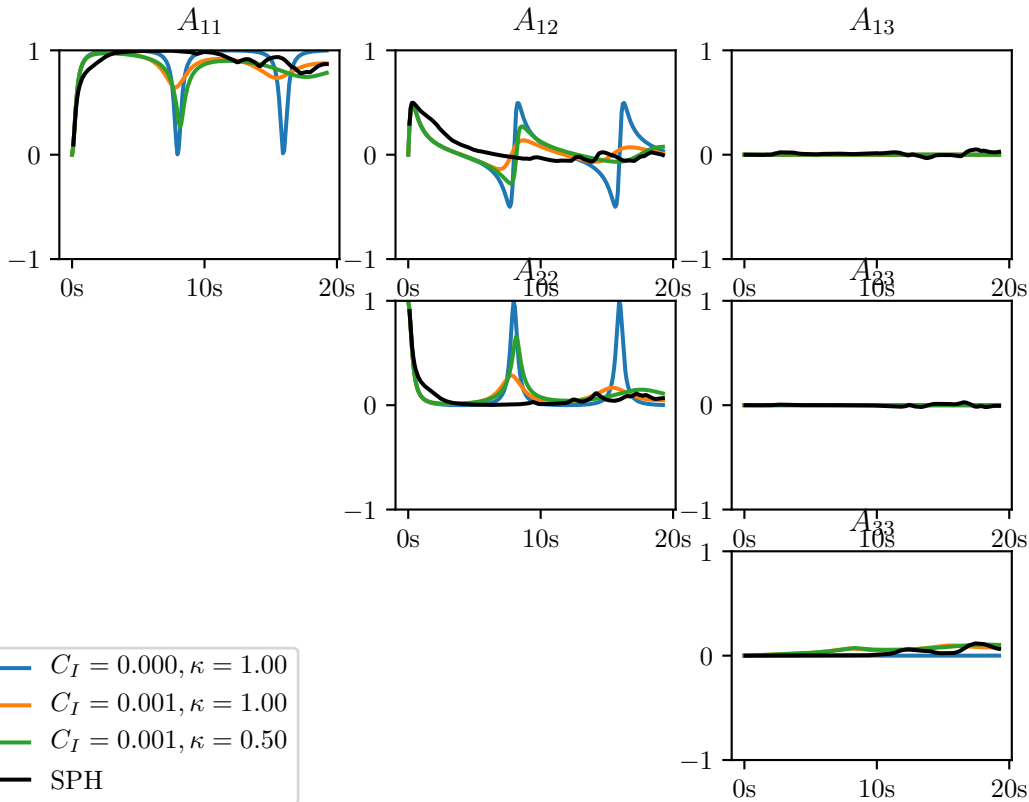 A₁₁ A₁₂ A₁₃
1 1 1
0 0 0
−1 −1 −1
0s 10s 20s 0s 10s 20s 0s 10s 20s
A₂₂ A₂₃
1 1
0 0
−1 −1
0s 10s 20s 0s 10s 20s
A₃₃
1
0
−1
0s 10s 20s
C_I = 0.000, κ = 1.00
C_I = 0.001, κ = 1.00
C_I = 0.001, κ = 0.50
SPH